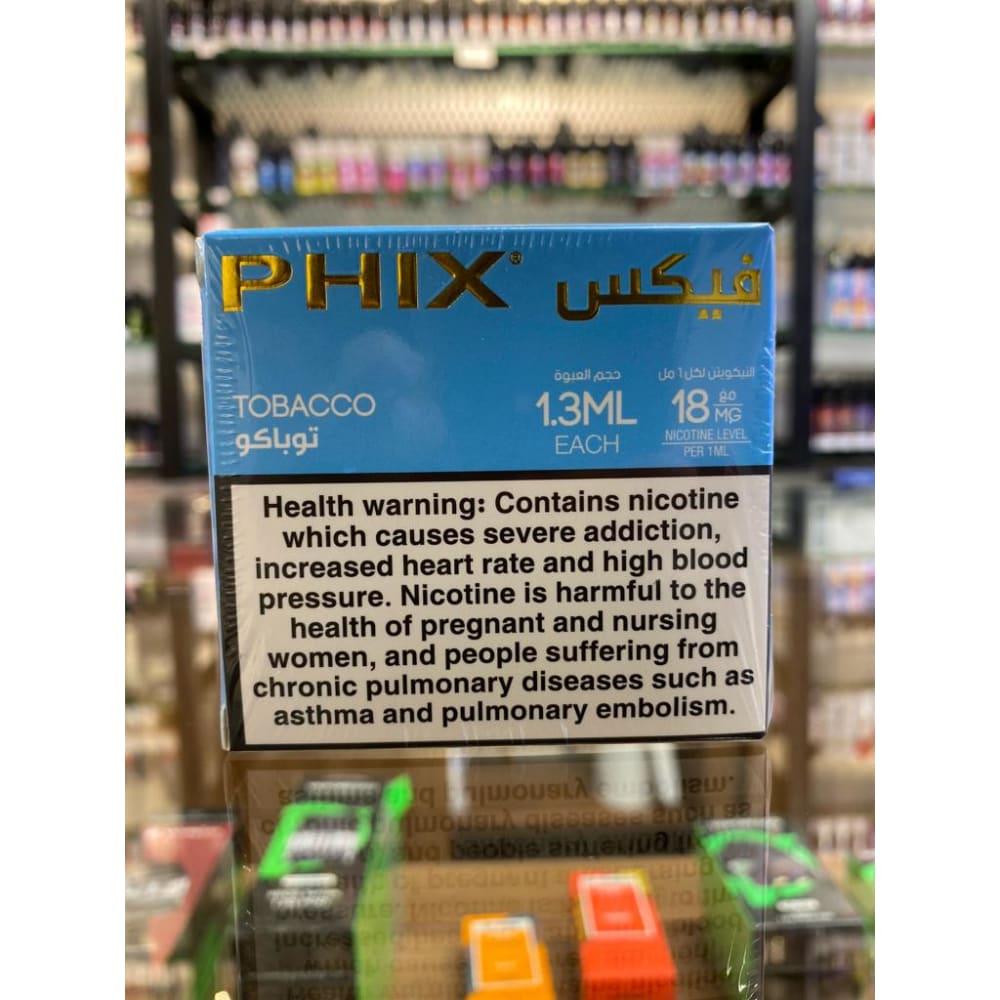 PHIX® فيكس
TOBACCO
توباكو
حجم العبوة
1.3ML
EACH
النيكوتين لكل 1 مل
18 مغ MG
NICOTINE LEVEL
PER 1ML
Health warning: Contains nicotine
which causes severe addiction,
increased heart rate and high blood
pressure. Nicotine is harmful to the
health of pregnant and nursing
women, and people suffering from
chronic pulmonary diseases such as
asthma and pulmonary embolism.